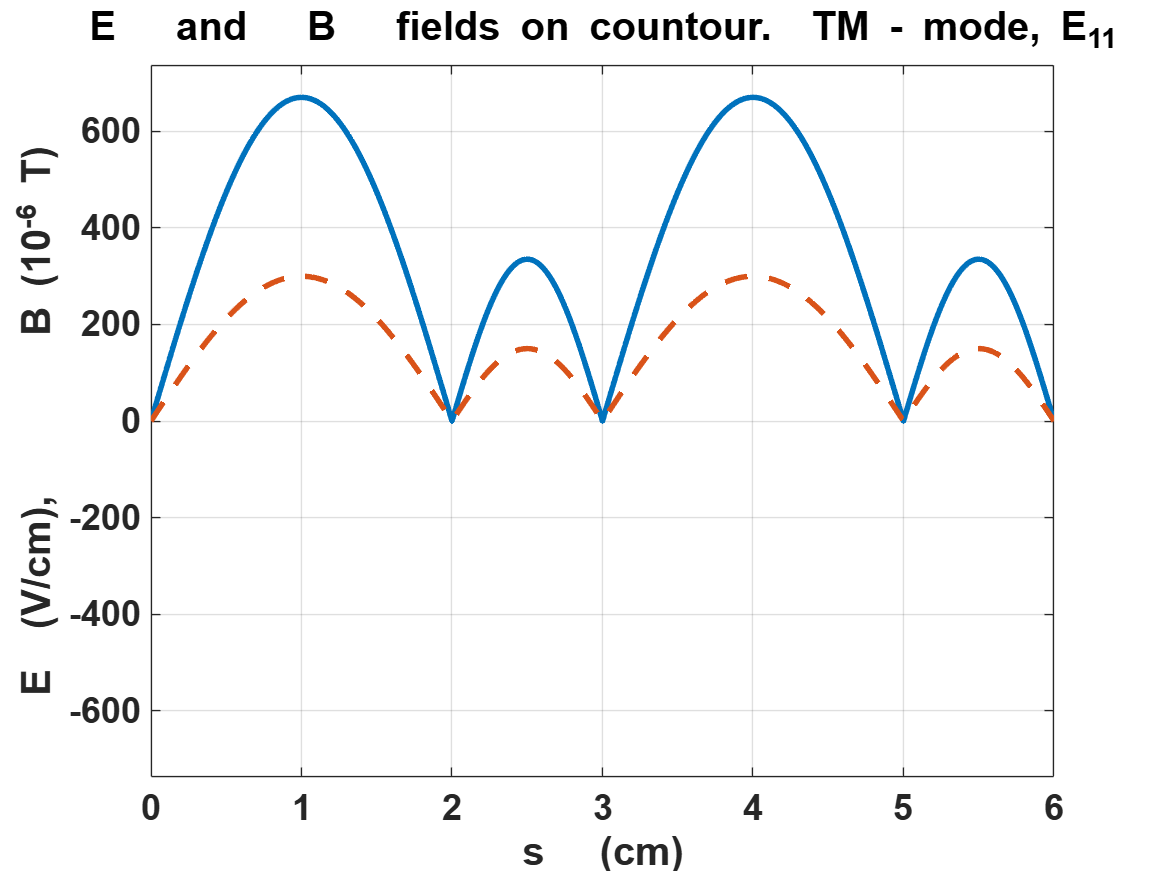 E and B fields on countour. TM - mode, E₁₁
E (V/cm), B (10⁻⁶ T)
600
400
200
0
-200
-400
-600
0 1 2 3 4 5 6
s (cm)